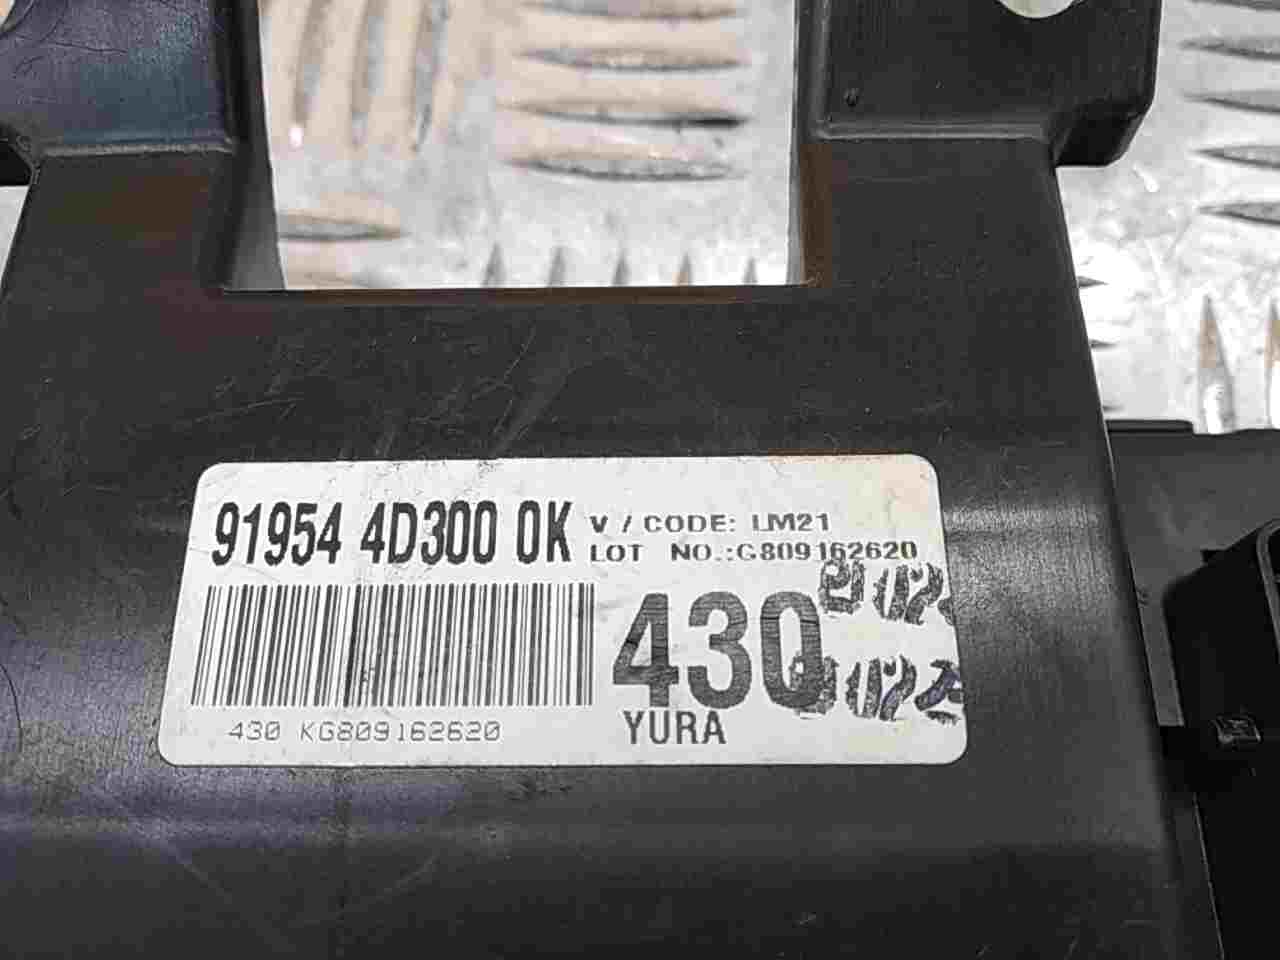 91954 4D300 0K
V / CODE: LM21
LOT NO.:G809162620
430
YURA
430 KG809162620